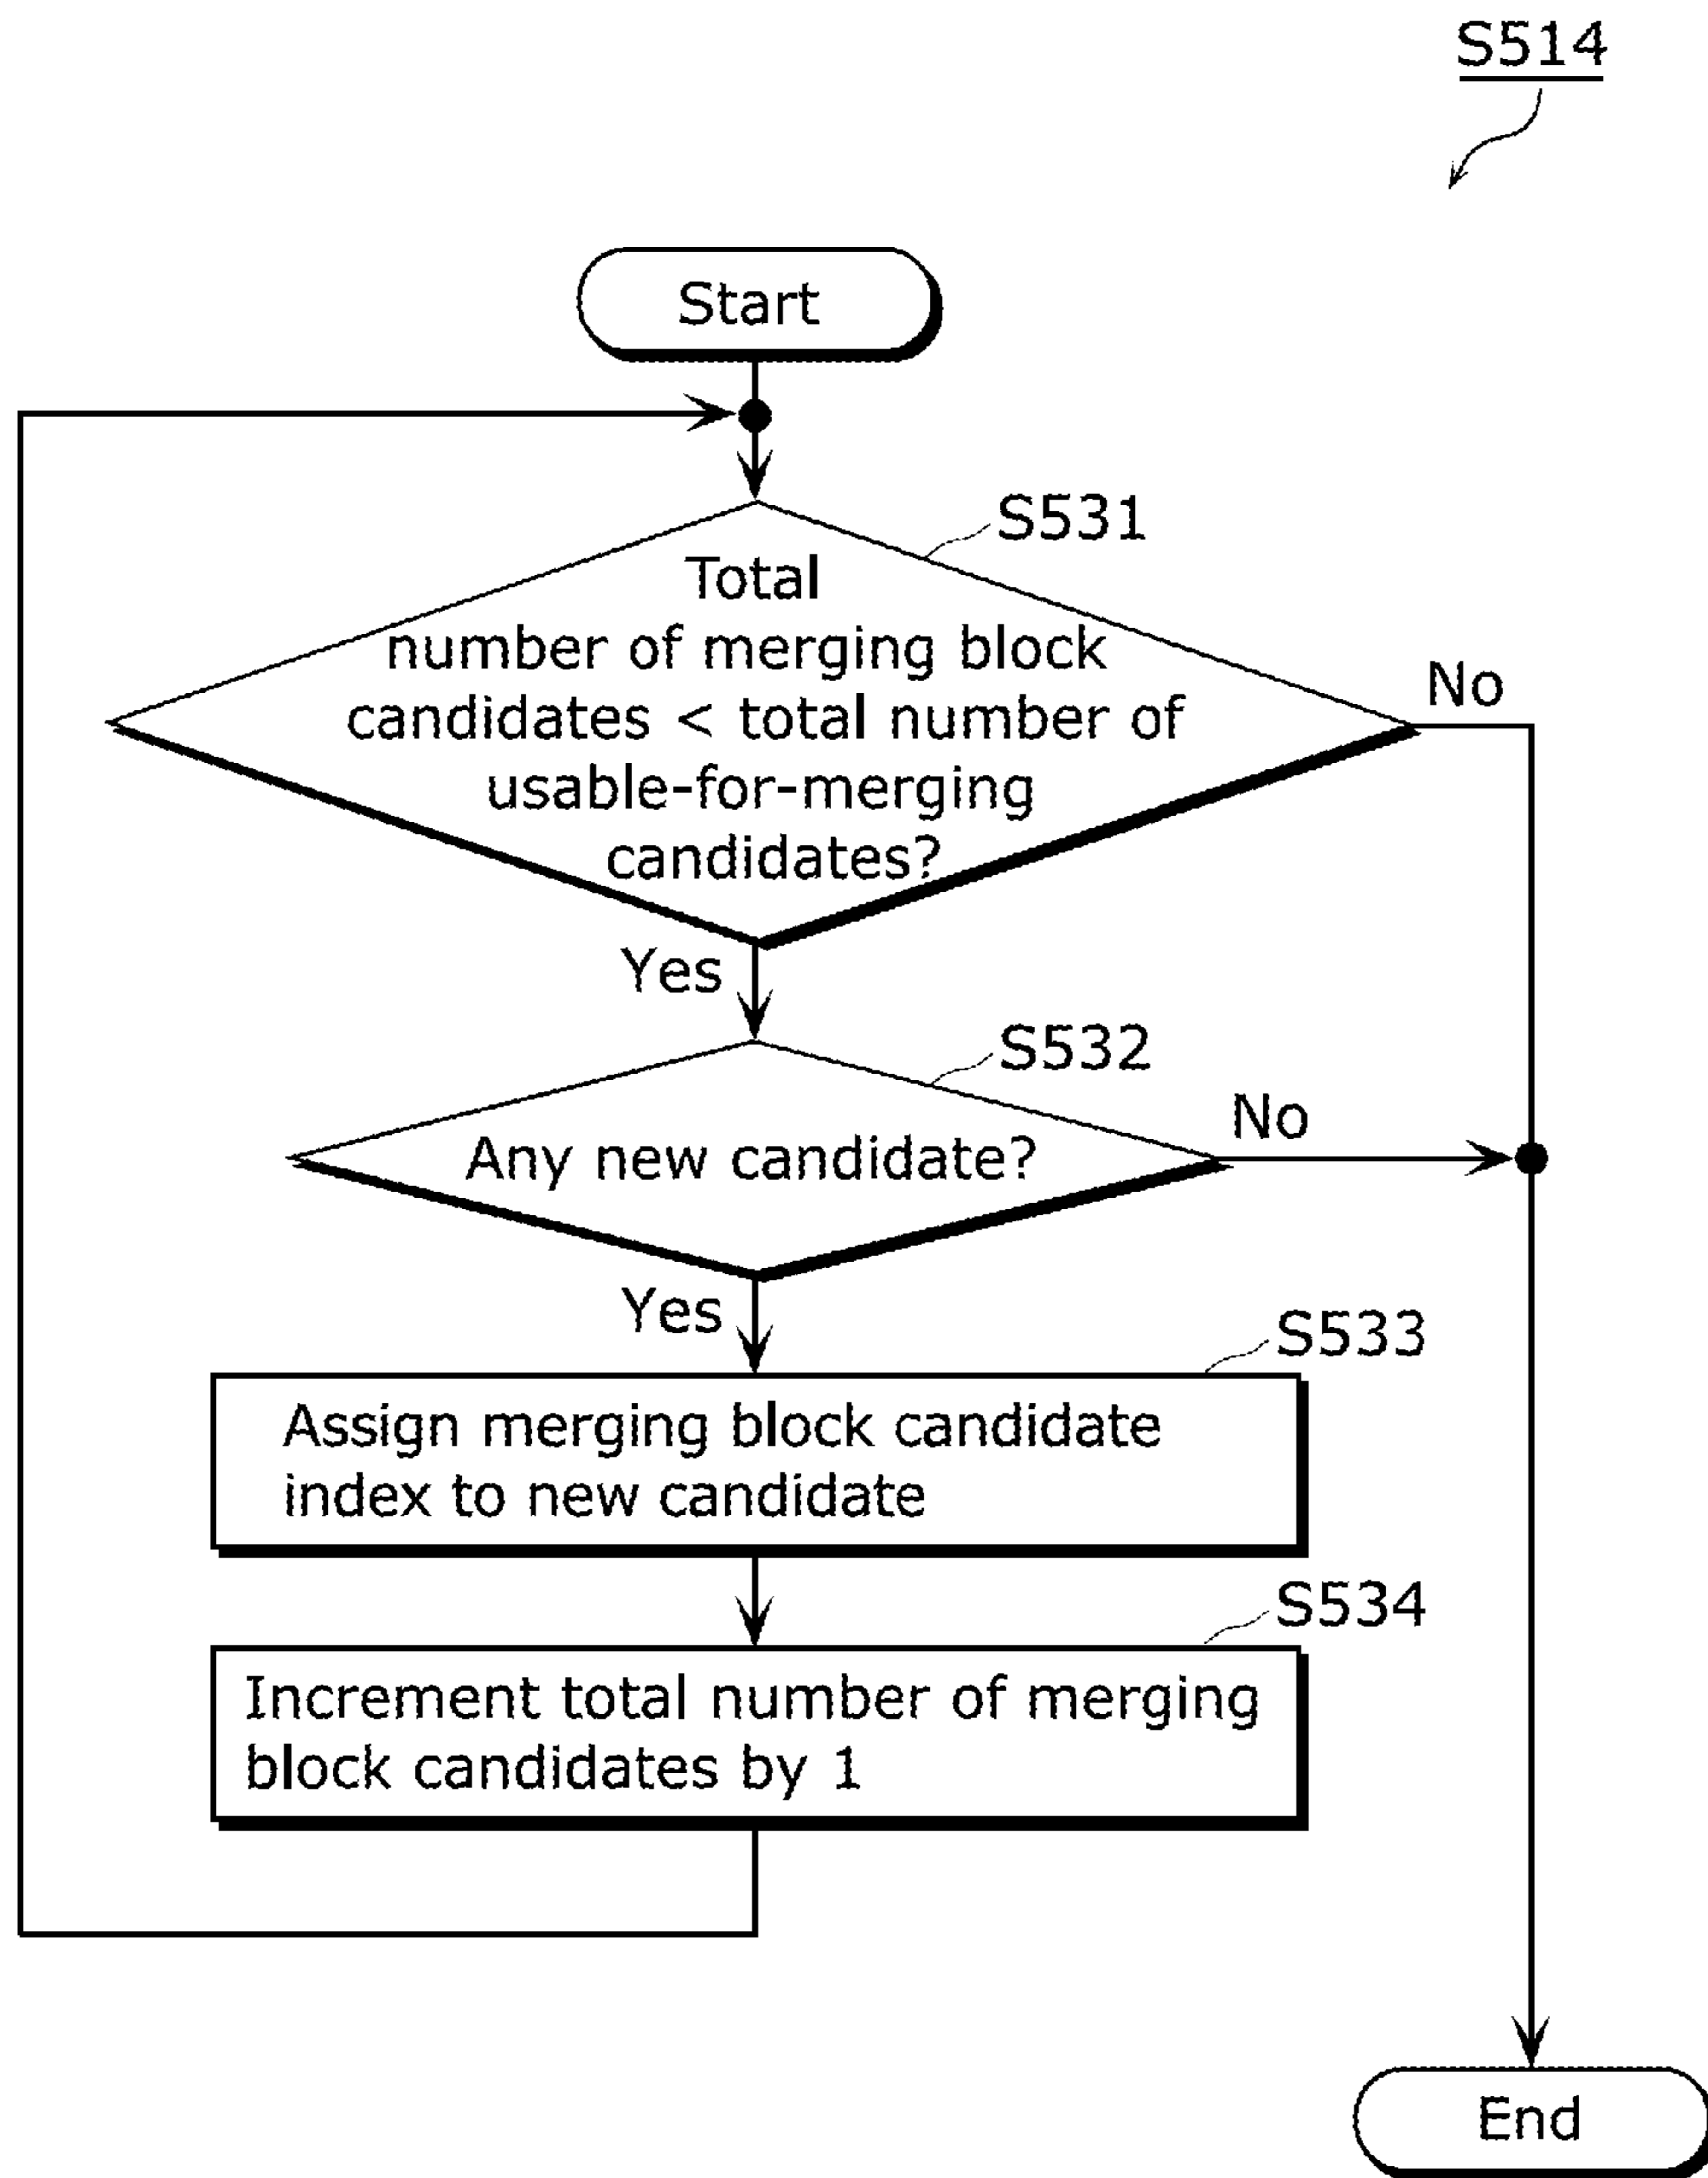 S514
Start
S531
Total
number of merging block
candidates < total number of
usable-for-merging
candidates?
No
Yes
S532
Any new candidate?
No
Yes
S533
Assign merging block candidate
index to new candidate
S534
Increment total number of merging
block candidates by 1
End